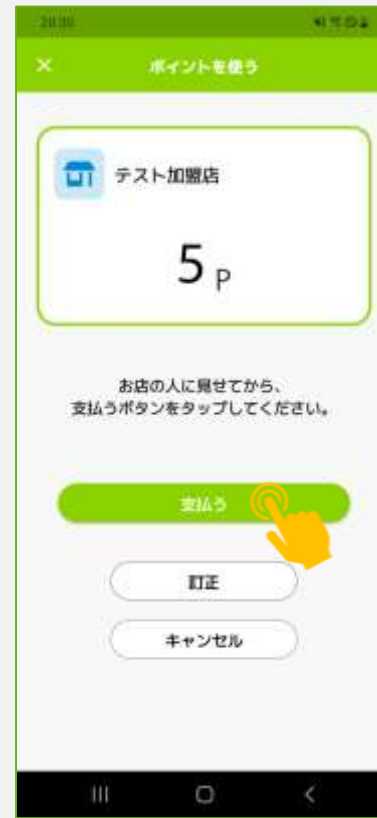 20:30
ポイントを使う
テスト加盟店
5 P
お店の人に見せてから、
支払うボタンをタップしてください。
支払う
訂正
キャンセル